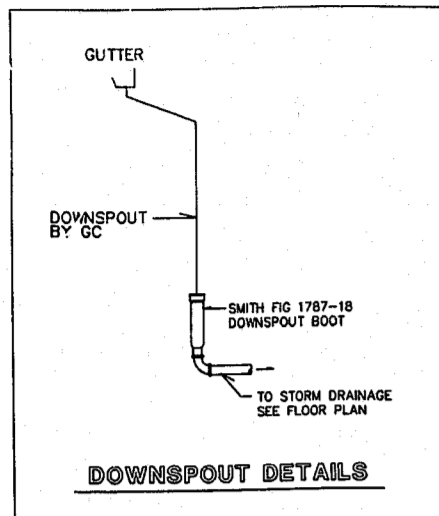 GUTTER
DOWNSPOUT
BY GC
SMITH FIG 1787-18
DOWNSPOUT BOOT
TO STORM DRAINAGE
SEE FLOOR PLAN
DOWNSPOUT DETAILS